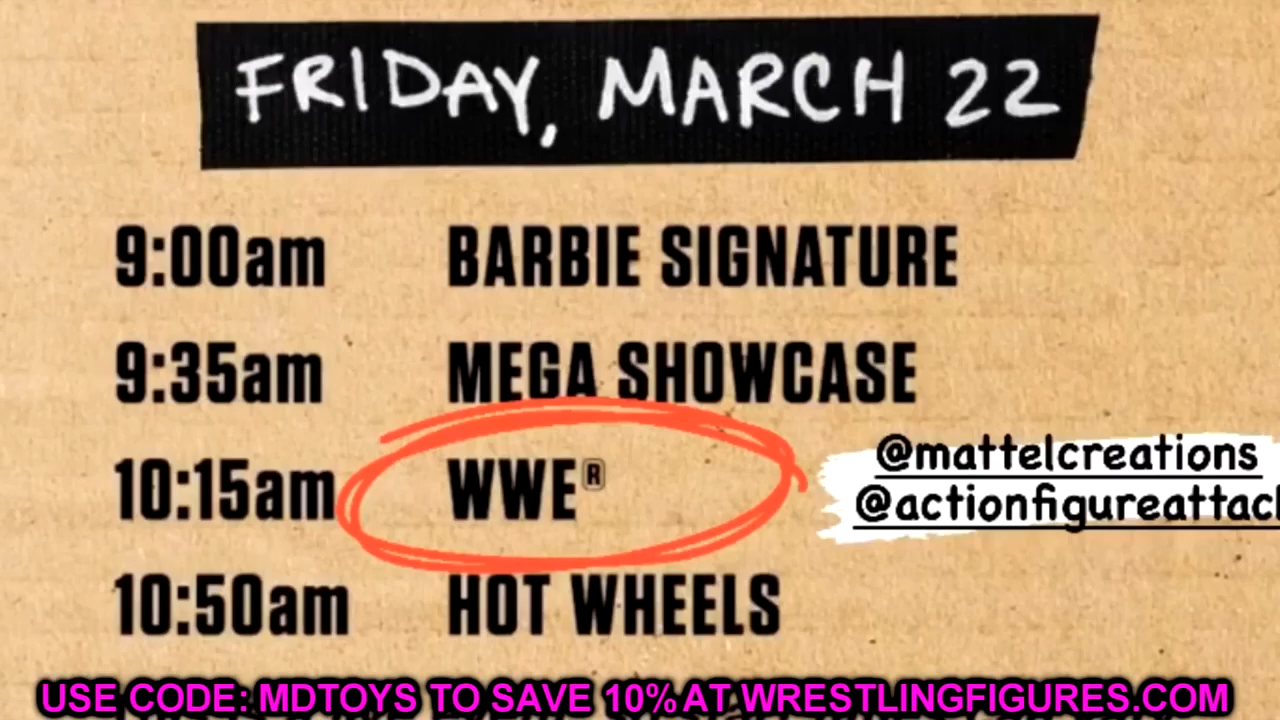 FRIDAY, MARCH 22
9:00am BARBIE SIGNATURE
9:35am MEGA SHOWCASE
10:15am WWE®
@mattelcreations
@actionfigureattack
10:50am HOT WHEELS
USE CODE: MDTOYS TO SAVE 10% AT WRESTLINGFIGURES.COM